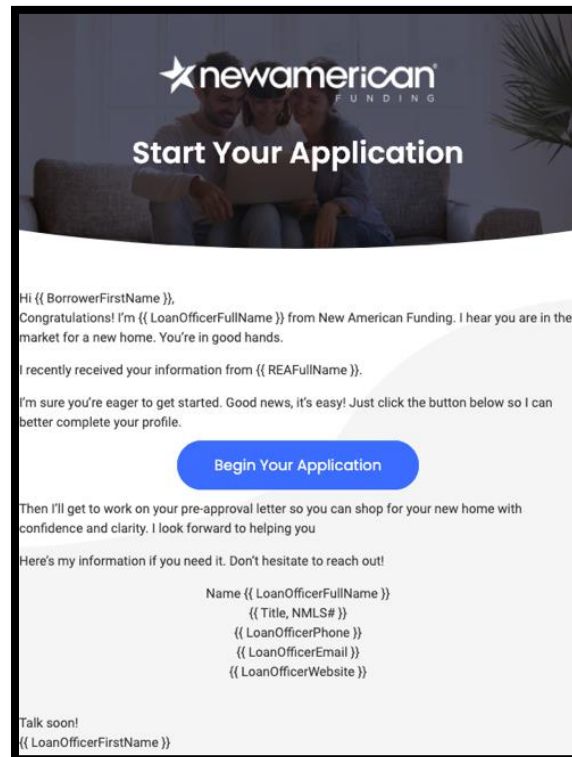 newamerican
FUNDING
Start Your Application
Hi {{ BorrowerFirstName }},
Congratulations! I’m {{ LoanOfficerFullName }} from New American Funding. I hear you are in the
market for a new home. You’re in good hands.
I recently received your information from {{ REAFullName }}.
I’m sure you’re eager to get started. Good news, it’s easy! Just click the button below so I can
better complete your profile.
Begin Your Application
Then I’ll get to work on your pre-approval letter so you can shop for your new home with
confidence and clarity. I look forward to helping you
Here’s my information if you need it. Don’t hesitate to reach out!
Name {{ LoanOfficerFullName }}
{{ Title, NMLS# }}
{{ LoanOfficerPhone }}
{{ LoanOfficerEmail }}
{{ LoanOfficerWebsite }}
Talk soon!
{{ LoanOfficerFirstName }}